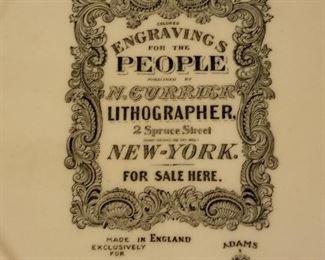 COLORED
ENGRAVINGS
FOR THE
PEOPLE
PUBLISHED BY
N. CURRIER
LITHOGRAPHER,
2 Spruce Street
NEW-YORK.
FOR SALE HERE.
MADE IN ENGLAND
EXCLUSIVELY
FOR
ADAMS